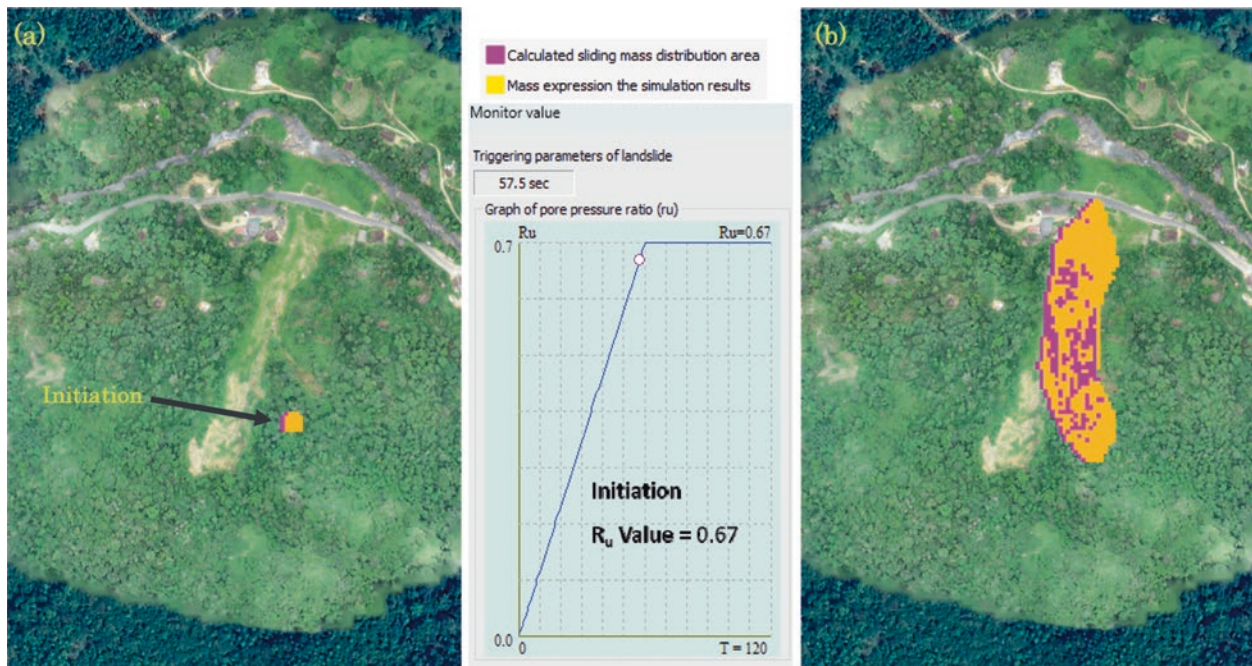 (a)
Initiation
Calculated sliding mass distribution area
Mass expression the simulation results
Monitor value
Triggering parameters of landslide
57.5 sec
Graph of pore pressure ratio (ru)
Ru
Ru=0.67
0.7
Initiation
Ru Value = 0.67
0.0
0
T = 120
(b)